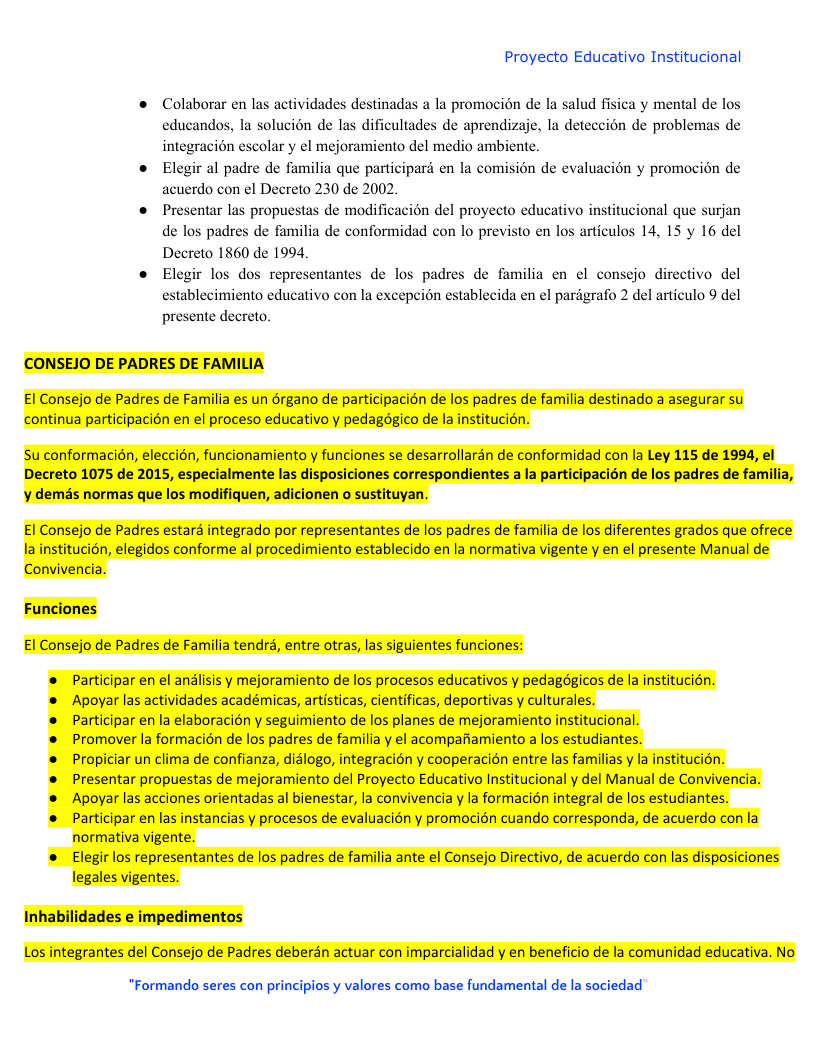 Proyecto Educativo Institucional
● Colaborar en las actividades destinadas a la promoción de la salud física y mental de los
educandos, la solución de las dificultades de aprendizaje, la detección de problemas de
integración escolar y el mejoramiento del medio ambiente.
● Elegir al padre de familia que participará en la comisión de evaluación y promoción de
acuerdo con el Decreto 230 de 2002.
● Presentar las propuestas de modificación del proyecto educativo institucional que surjan
de los padres de familia de conformidad con lo previsto en los artículos 14, 15 y 16 del
Decreto 1860 de 1994.
● Elegir los dos representantes de los padres de familia en el consejo directivo del
establecimiento educativo con la excepción establecida en el parágrafo 2 del artículo 9 del
presente decreto.
CONSEJO DE PADRES DE FAMILIA
El Consejo de Padres de Familia es un órgano de participación de los padres de familia destinado a asegurar su
continua participación en el proceso educativo y pedagógico de la institución.
Su conformación, elección, funcionamiento y funciones se desarrollarán de conformidad con la Ley 115 de 1994, el
Decreto 1075 de 2015, especialmente las disposiciones correspondientes a la participación de los padres de familia,
y demás normas que los modifiquen, adicionen o sustituyan.
El Consejo de Padres estará integrado por representantes de los padres de familia de los diferentes grados que ofrece
la institución, elegidos conforme al procedimiento establecido en la normativa vigente y en el presente Manual de
Convivencia.
Funciones
El Consejo de Padres de Familia tendrá, entre otras, las siguientes funciones:
● Participar en el análisis y mejoramiento de los procesos educativos y pedagógicos de la institución.
● Apoyar las actividades académicas, artísticas, científicas, deportivas y culturales.
● Participar en la elaboración y seguimiento de los planes de mejoramiento institucional.
● Promover la formación de los padres de familia y el acompañamiento a los estudiantes.
● Propiciar un clima de confianza, diálogo, integración y cooperación entre las familias y la institución.
● Presentar propuestas de mejoramiento del Proyecto Educativo Institucional y del Manual de Convivencia.
● Apoyar las acciones orientadas al bienestar, la convivencia y la formación integral de los estudiantes.
● Participar en las instancias y procesos de evaluación y promoción cuando corresponda, de acuerdo con la
normativa vigente.
● Elegir los representantes de los padres de familia ante el Consejo Directivo, de acuerdo con las disposiciones
legales vigentes.
Inhabilidades e impedimentos
Los integrantes del Consejo de Padres deberán actuar con imparcialidad y en beneficio de la comunidad educativa. No
"Formando seres con principios y valores como base fundamental de la sociedad"